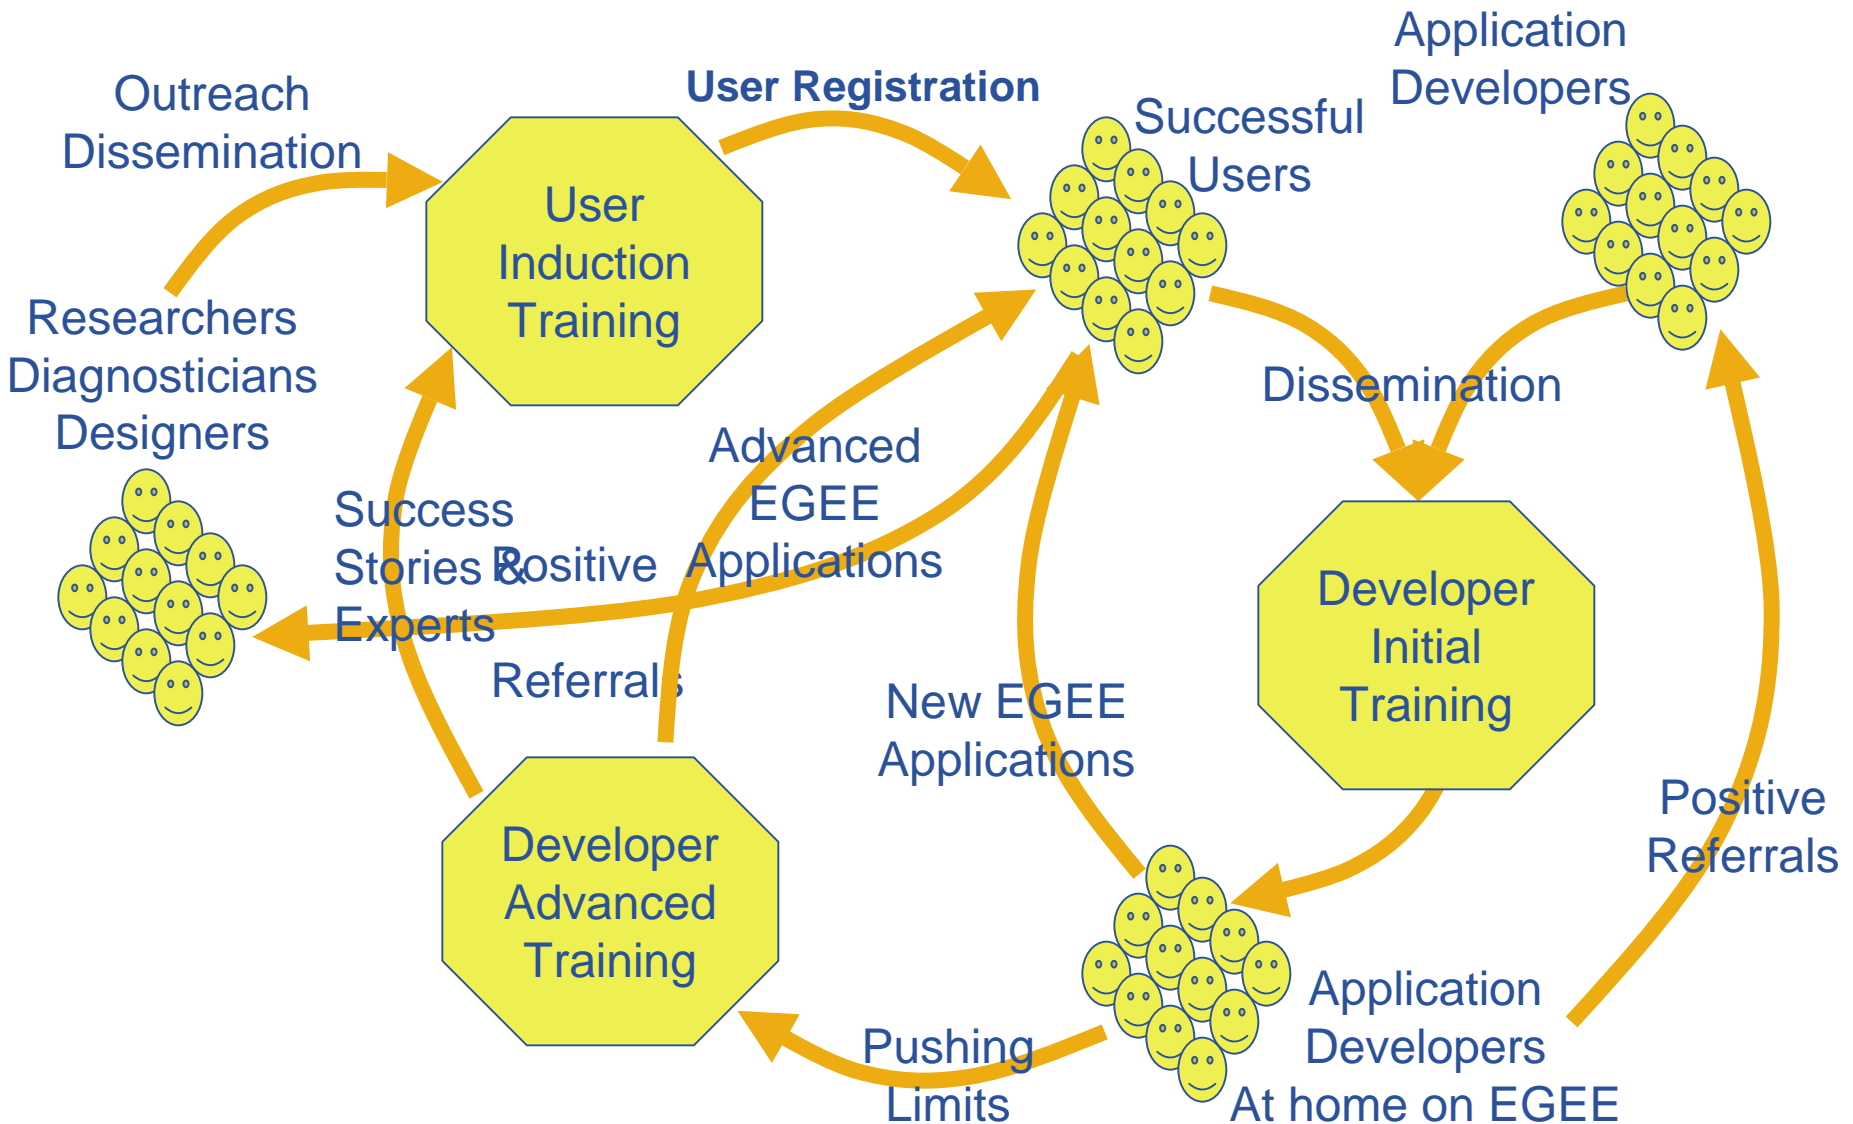 Application
Developers
Outreach
Dissemination
User Registration
Successful
Users
User
Induction
Training
Researchers
Diagnosticians
Designers
Dissemination
Advanced
EGEE
Applications
Success
Stories &
Experts
Positive
Referrals
Developer
Initial
Training
New EGEE
Applications
Positive
Referrals
Developer
Advanced
Training
Application
Developers
At home on EGEE
Pushing
Limits